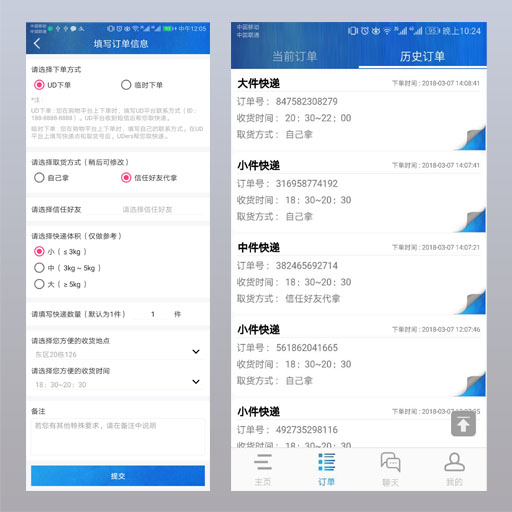 中国移动
中国联通
中午12:05
填写订单信息
请选择下单方式
UD下单
临时下单
*注：
UD下单：您在购物平台上下单时，填写UD平台联系方式（即：
188-8888-8888）。UD平台收到短信后帮您取快递。
临时下单：您在购物平台上下单时，填写自己的联系方式，在UD
平台上填写快递点和取货号后，UDers帮您取快递。
请选择取货方式（稍后可修改）
自己拿
信任好友代拿
请选择信任好友
请选择信任好友
请选择快递体积（仅做参考）
小（ ≤ 3kg ）
中（ 3kg ~ 5kg ）
大（ ≥ 5kg ）
请填写快递数量（默认为1件）
1
件
请选择您方便的收货地点
东区20栋126
请选择您方便的收货时间
18：30~20：30
备注
若您有其他特殊要求，请在备注中说明
提交
中国移动
中国联通
95
晚上10:24
当前订单
历史订单
大件快递
下单时间：2018-03-07 14:08:41
订单号： 847582308279
收货时间： 20：30~22：00
取货方式： 自己拿
小件快递
下单时间：2018-03-07 14:07:41
订单号： 316958774192
收货时间： 18：30~20：30
取货方式： 自己拿
中件快递
下单时间：2018-03-07 14:07:21
订单号： 382465692714
收货时间： 18：30~20：30
取货方式： 信任好友代拿
小件快递
下单时间：2018-03-07 12:07:46
订单号： 561862041665
收货时间： 18：30~20：30
取货方式： 自己拿
小件快递
订单号： 492735298116
收货时间： 18：30~20：30
主页
订单
聊天
我的